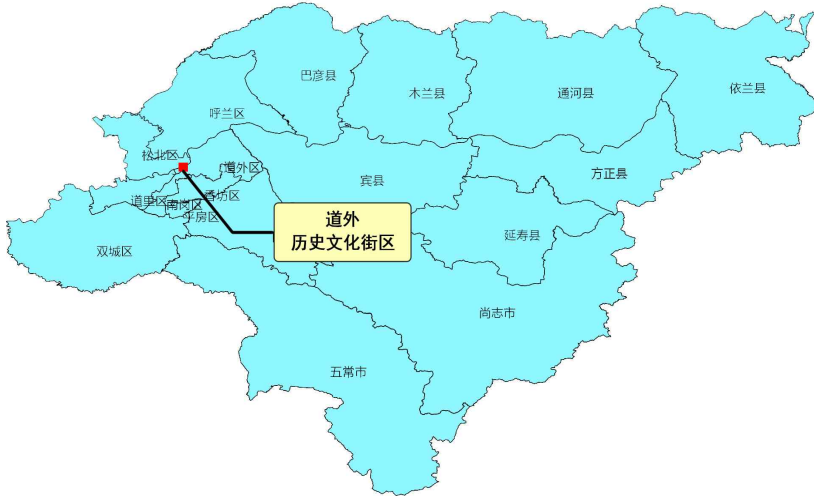 巴彦县
木兰县
通河县
依兰县
呼兰区
松北区
道外区
宾县
方正县
道里区
南岗区
香坊区
平房区
道外
历史文化街区
延寿县
双城区
尚志市
五常市